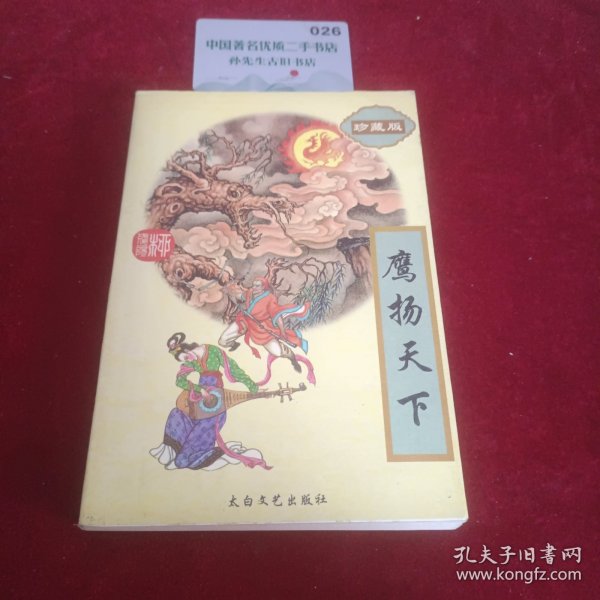 026
中国著名优质二手书店
孙先生古旧书店
珍藏版
鹰扬天下
太白文艺出版社
孔夫子旧书网
www.kongfz.com